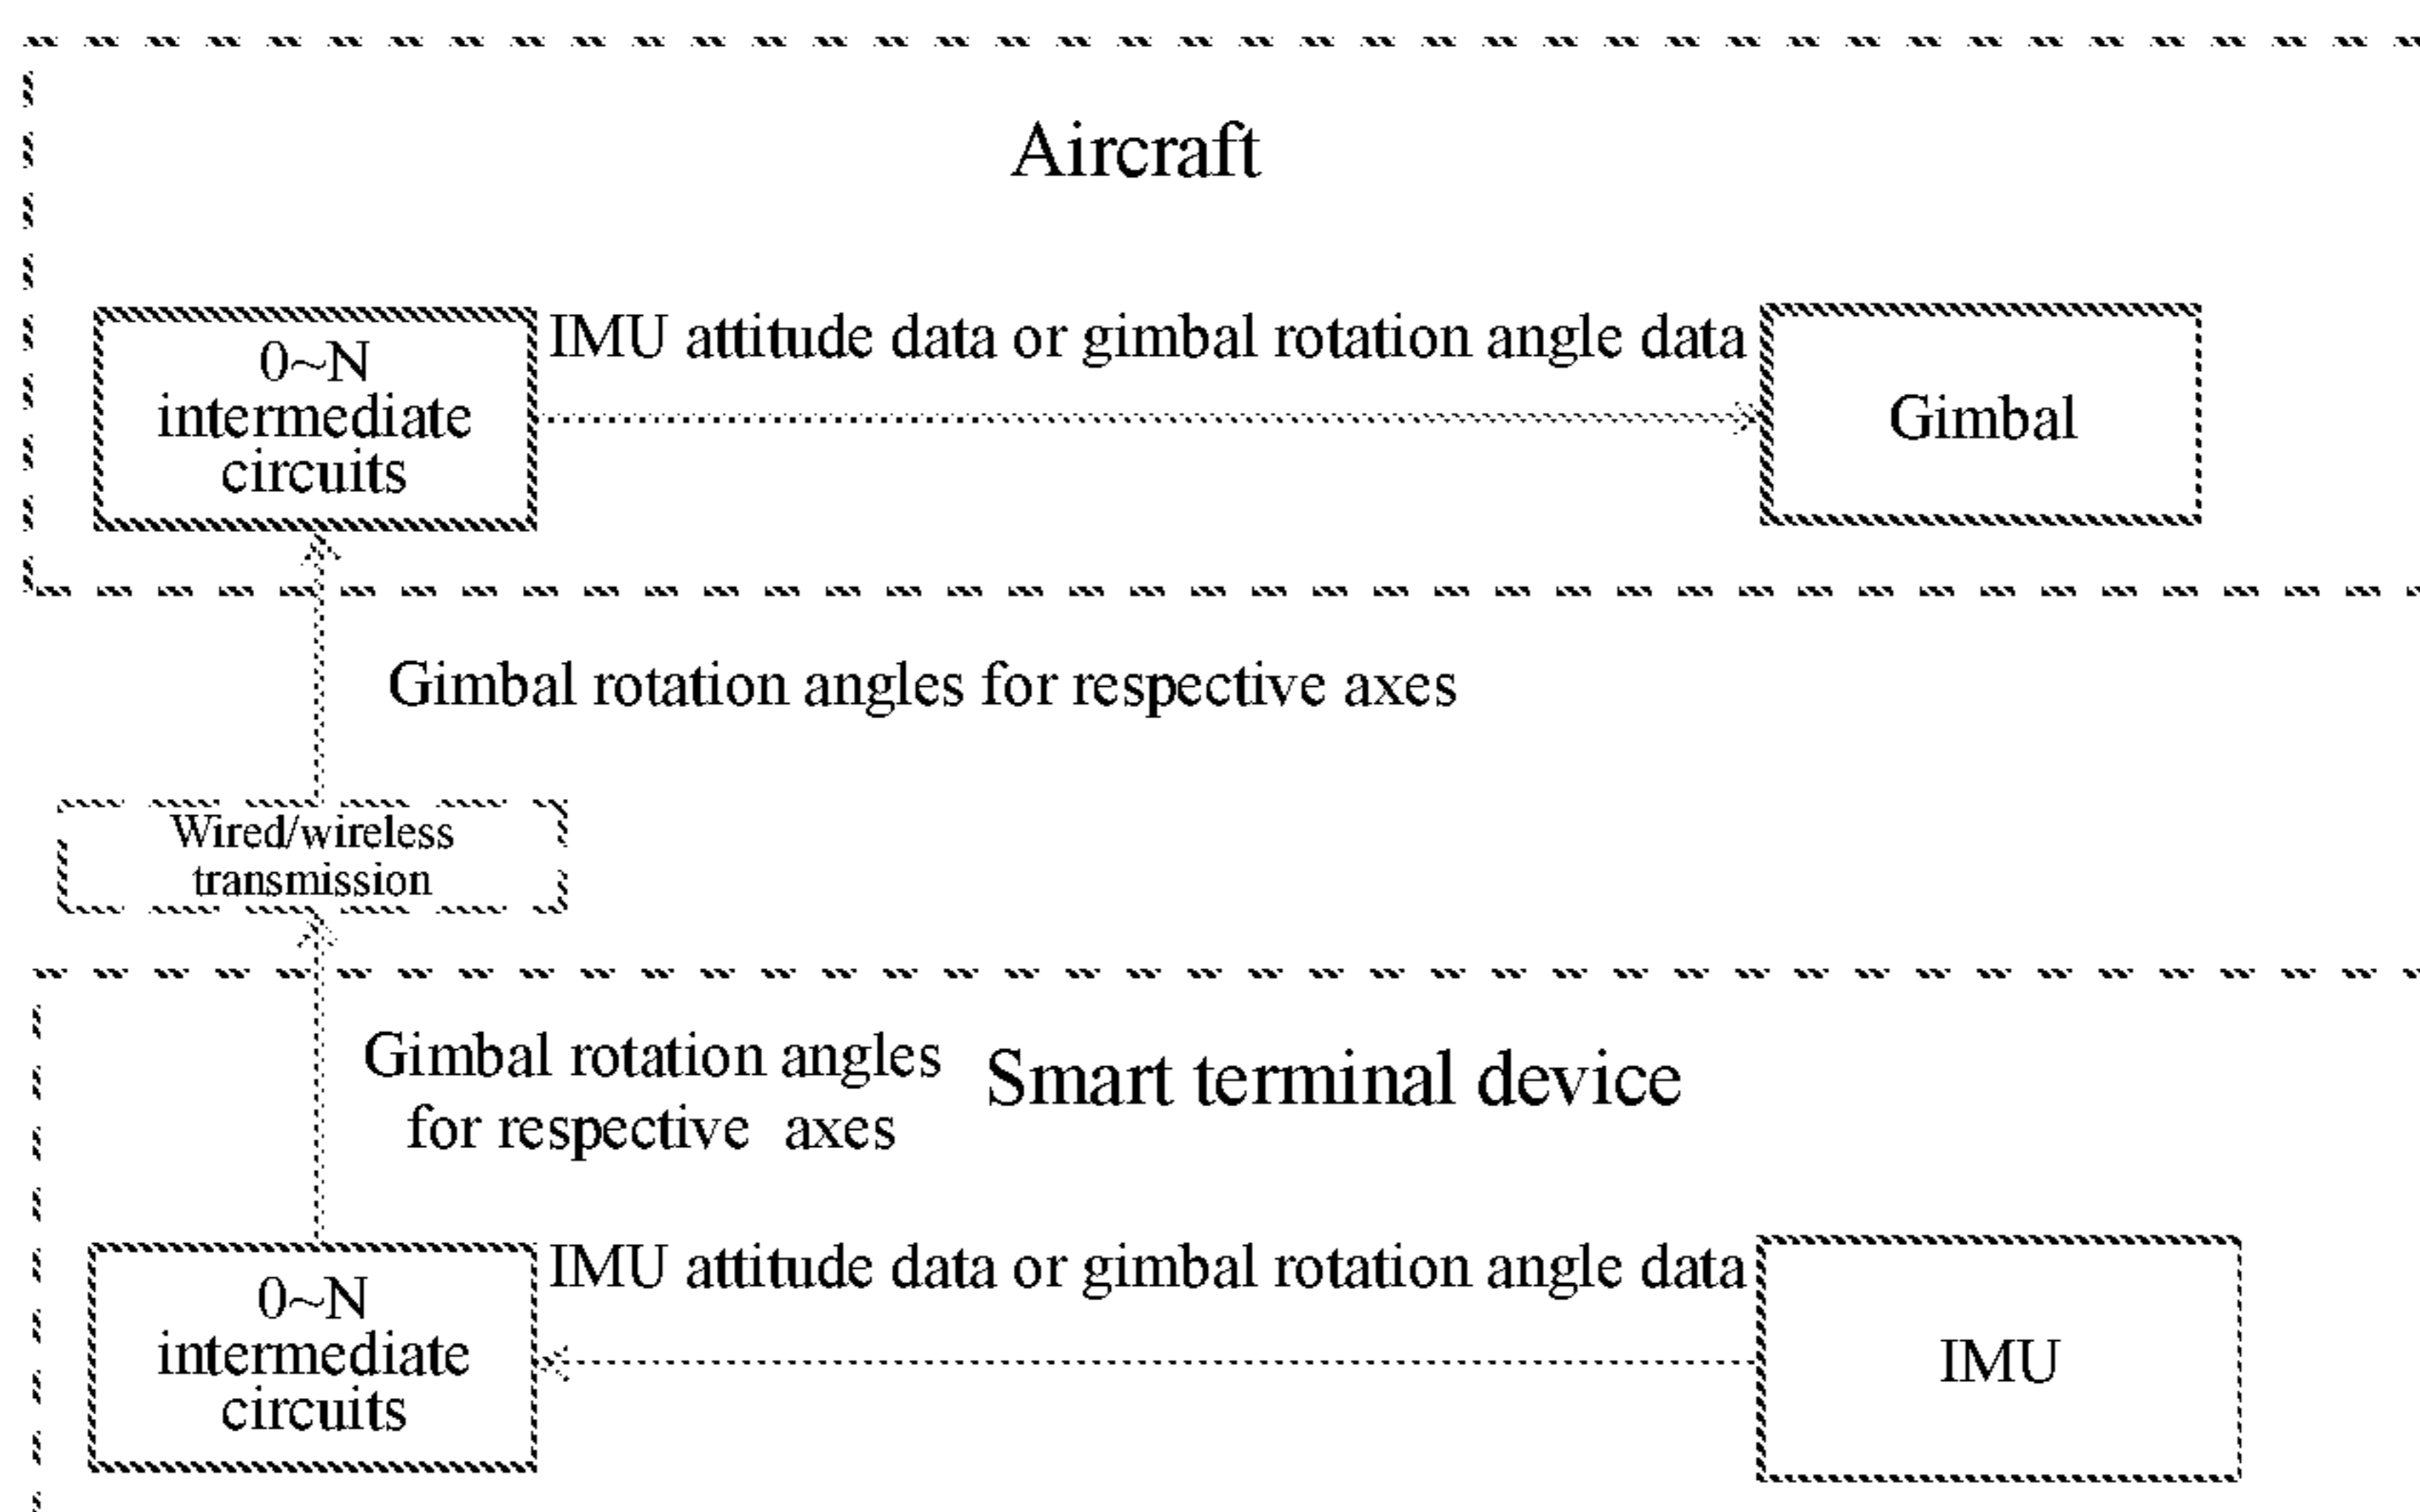 Aircraft
0~N
intermediate
circuits
IMU attitude data or gimbal rotation angle data
Gimbal
Gimbal rotation angles for respective axes
Wired/wireless
transmission
Gimbal rotation angles
for respective axes
Smart terminal device
0~N
intermediate
circuits
IMU attitude data or gimbal rotation angle data
IMU